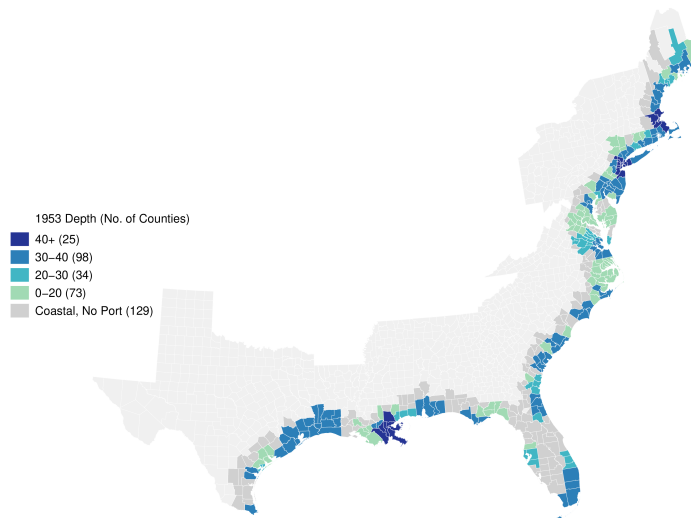 1953 Depth (No. of Counties)
40+ (25)
30−40 (98)
20−30 (34)
0−20 (73)
Coastal, No Port (129)